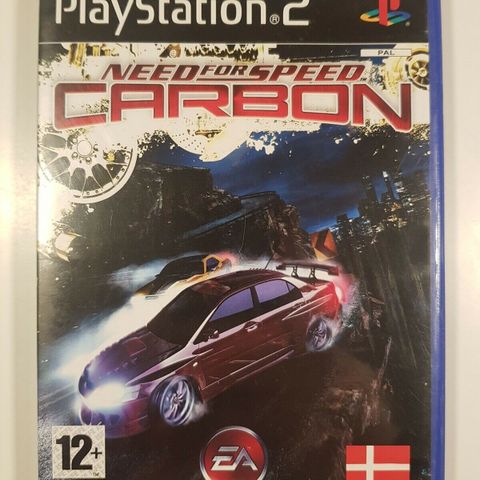 PlayStation®2
PAL
NEED FOR SPEED
CARBON
12+
EA